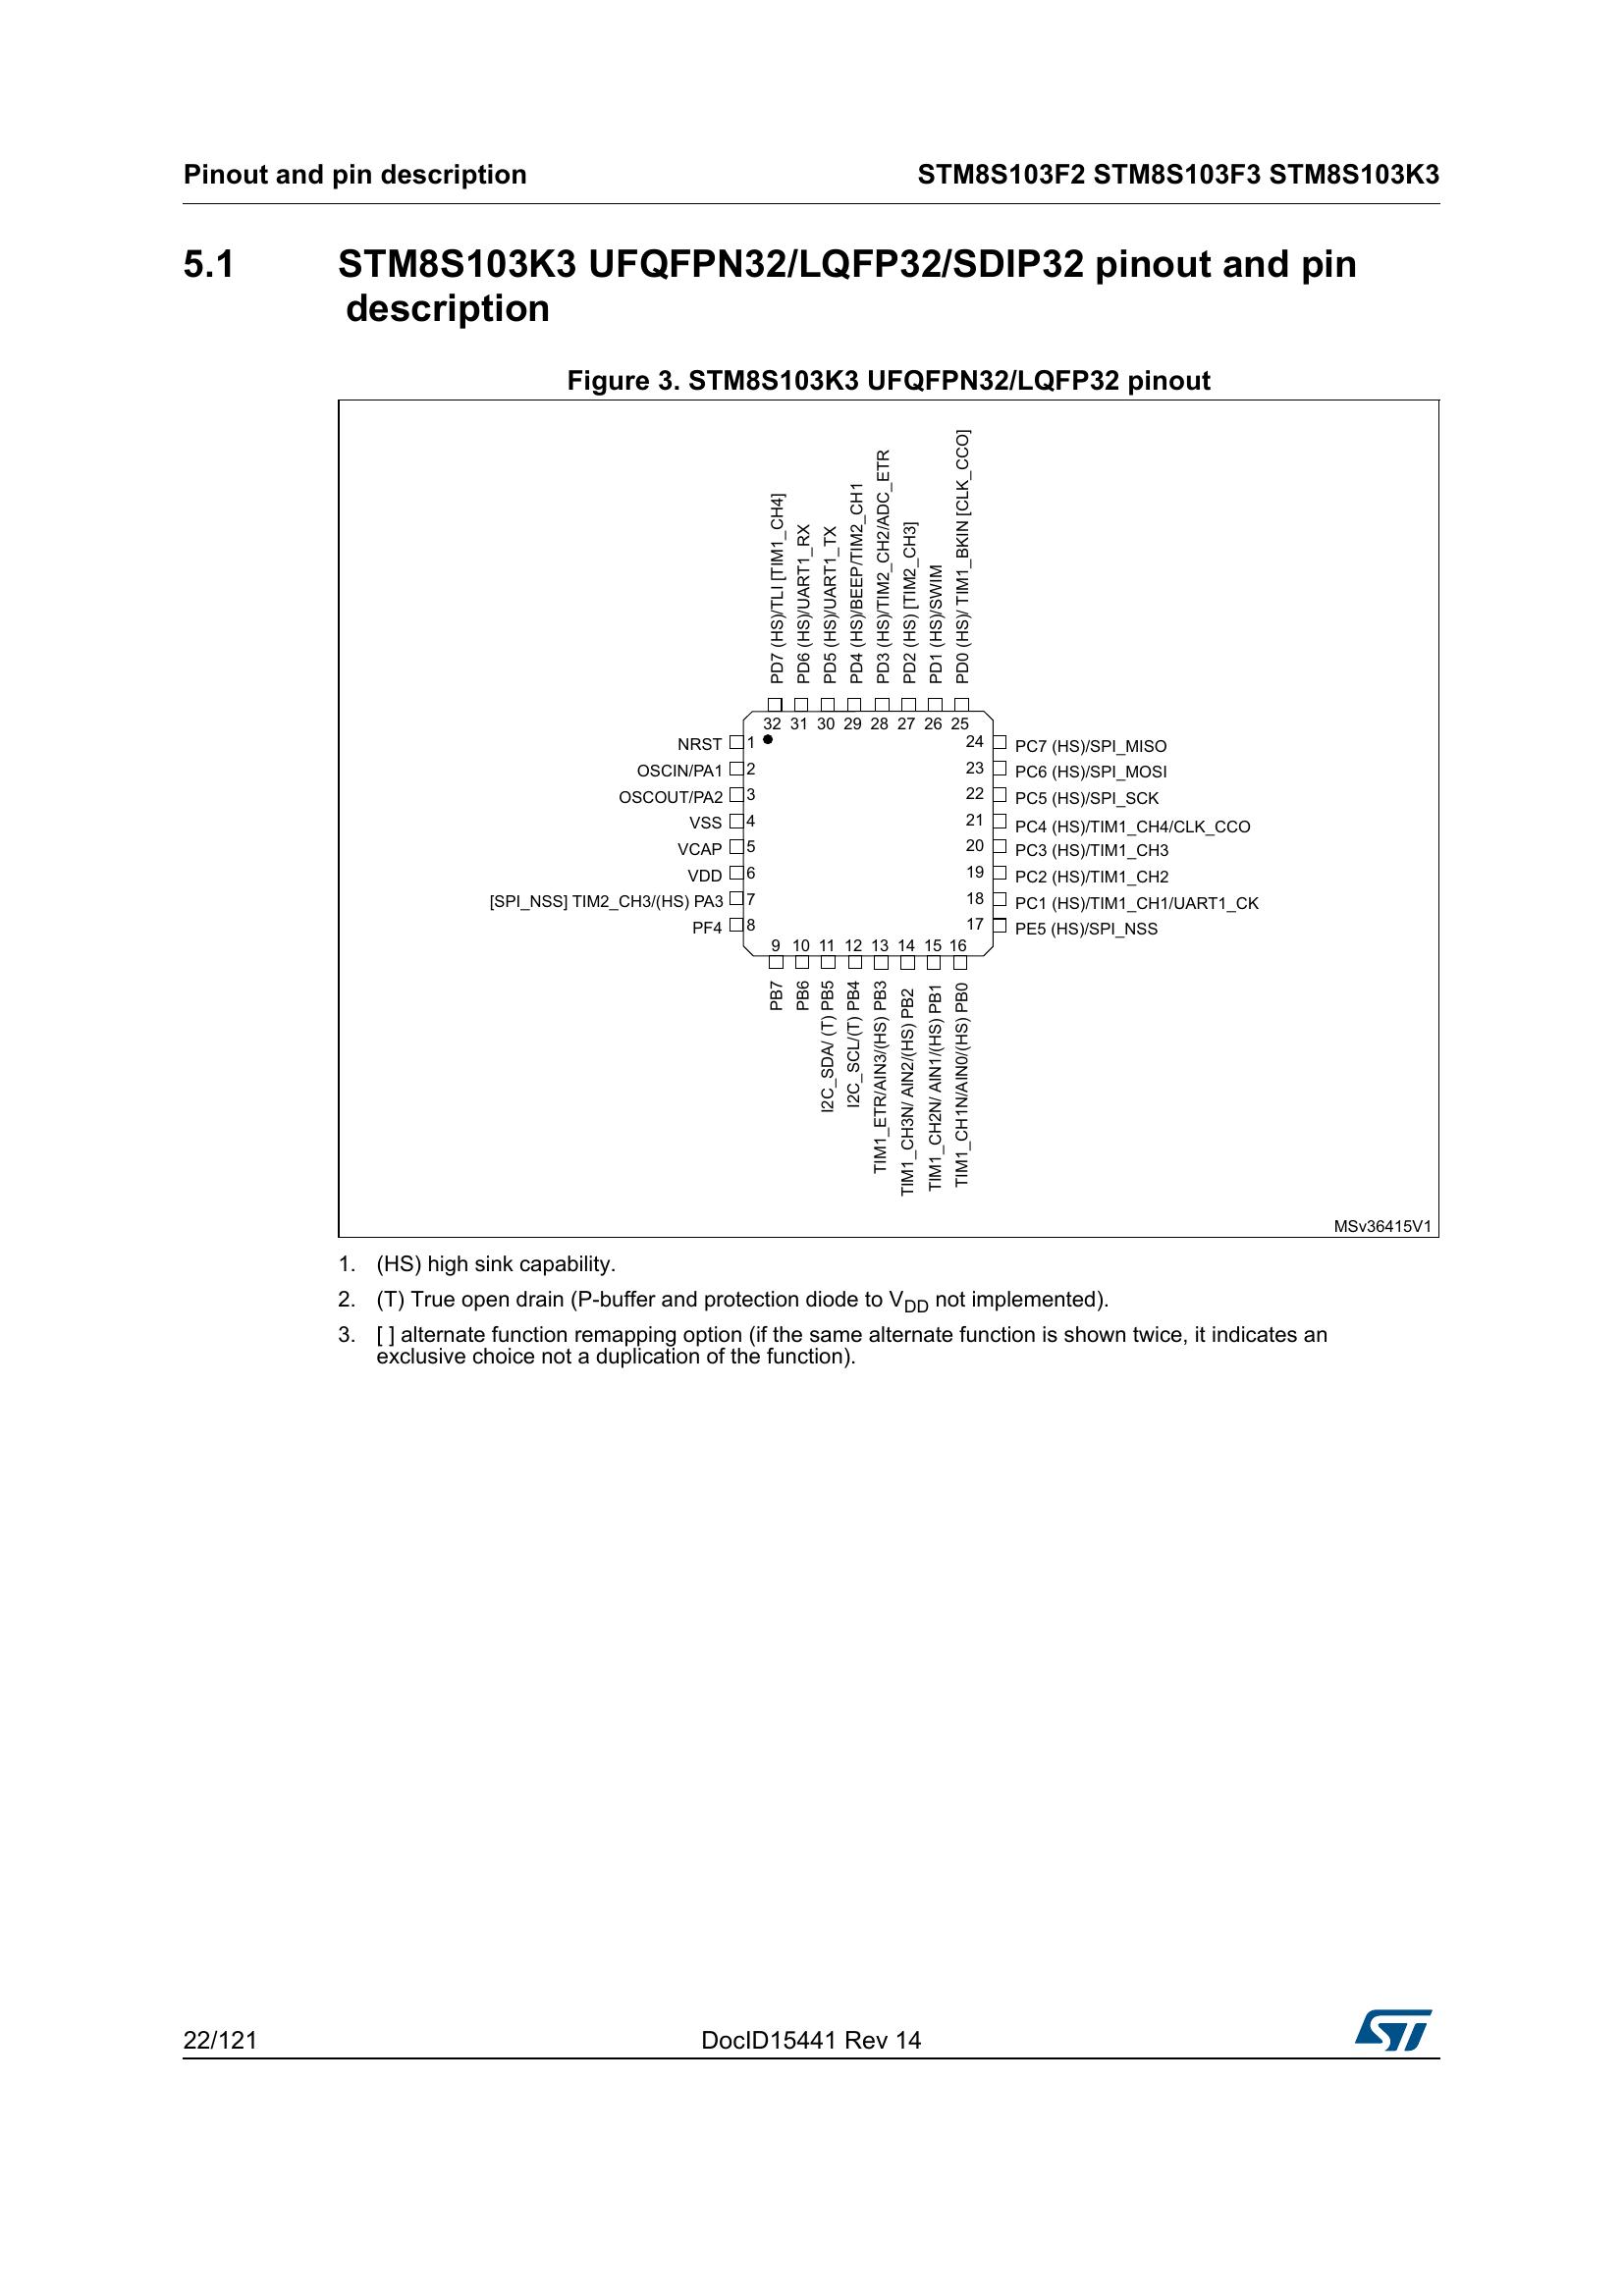 Pinout and pin description
STM8S103F2 STM8S103F3 STM8S103K3
5.1 STM8S103K3 UFQFPN32/LQFP32/SDIP32 pinout and pin
description
Figure 3. STM8S103K3 UFQFPN32/LQFP32 pinout
PD7 (HS)/TLI [TIM1_CH4]
PD6 (HS)/UART1_RX
PD5 (HS)/UART1_TX
PD4 (HS)/BEEP/TIM2_CH1
PD3 (HS)/TIM2_CH2/ADC_ETR
PD2 (HS) [TIM2_CH3]
PD1 (HS)/SWIM
PD0 (HS)/ TIM1_BKIN [CLK_CCO]
32 31 30 29 28 27 26 25
NRST 1
OSCIN/PA1 2
OSCOUT/PA2 3
VSS 4
VCAP 5
VDD 6
[SPI_NSS] TIM2_CH3/(HS) PA3 7
PF4 8
24 PC7 (HS)/SPI_MISO
23 PC6 (HS)/SPI_MOSI
22 PC5 (HS)/SPI_SCK
21 PC4 (HS)/TIM1_CH4/CLK_CCO
20 PC3 (HS)/TIM1_CH3
19 PC2 (HS)/TIM1_CH2
18 PC1 (HS)/TIM1_CH1/UART1_CK
17 PE5 (HS)/SPI_NSS
9 10 11 12 13 14 15 16
PB7
PB6
I2C_SDA/ (T) PB5
I2C_SCL/(T) PB4
TIM1_ETR/AIN3/(HS) PB3
TIM1_CH3N/ AIN2/(HS) PB2
TIM1_CH2N/ AIN1/(HS) PB1
TIM1_CH1N/AIN0/(HS) PB0
MSv36415V1
1. (HS) high sink capability.
2. (T) True open drain (P-buffer and protection diode to VDD not implemented).
3. [ ] alternate function remapping option (if the same alternate function is shown twice, it indicates an
exclusive choice not a duplication of the function).
22/121
DocID15441 Rev 14
ST